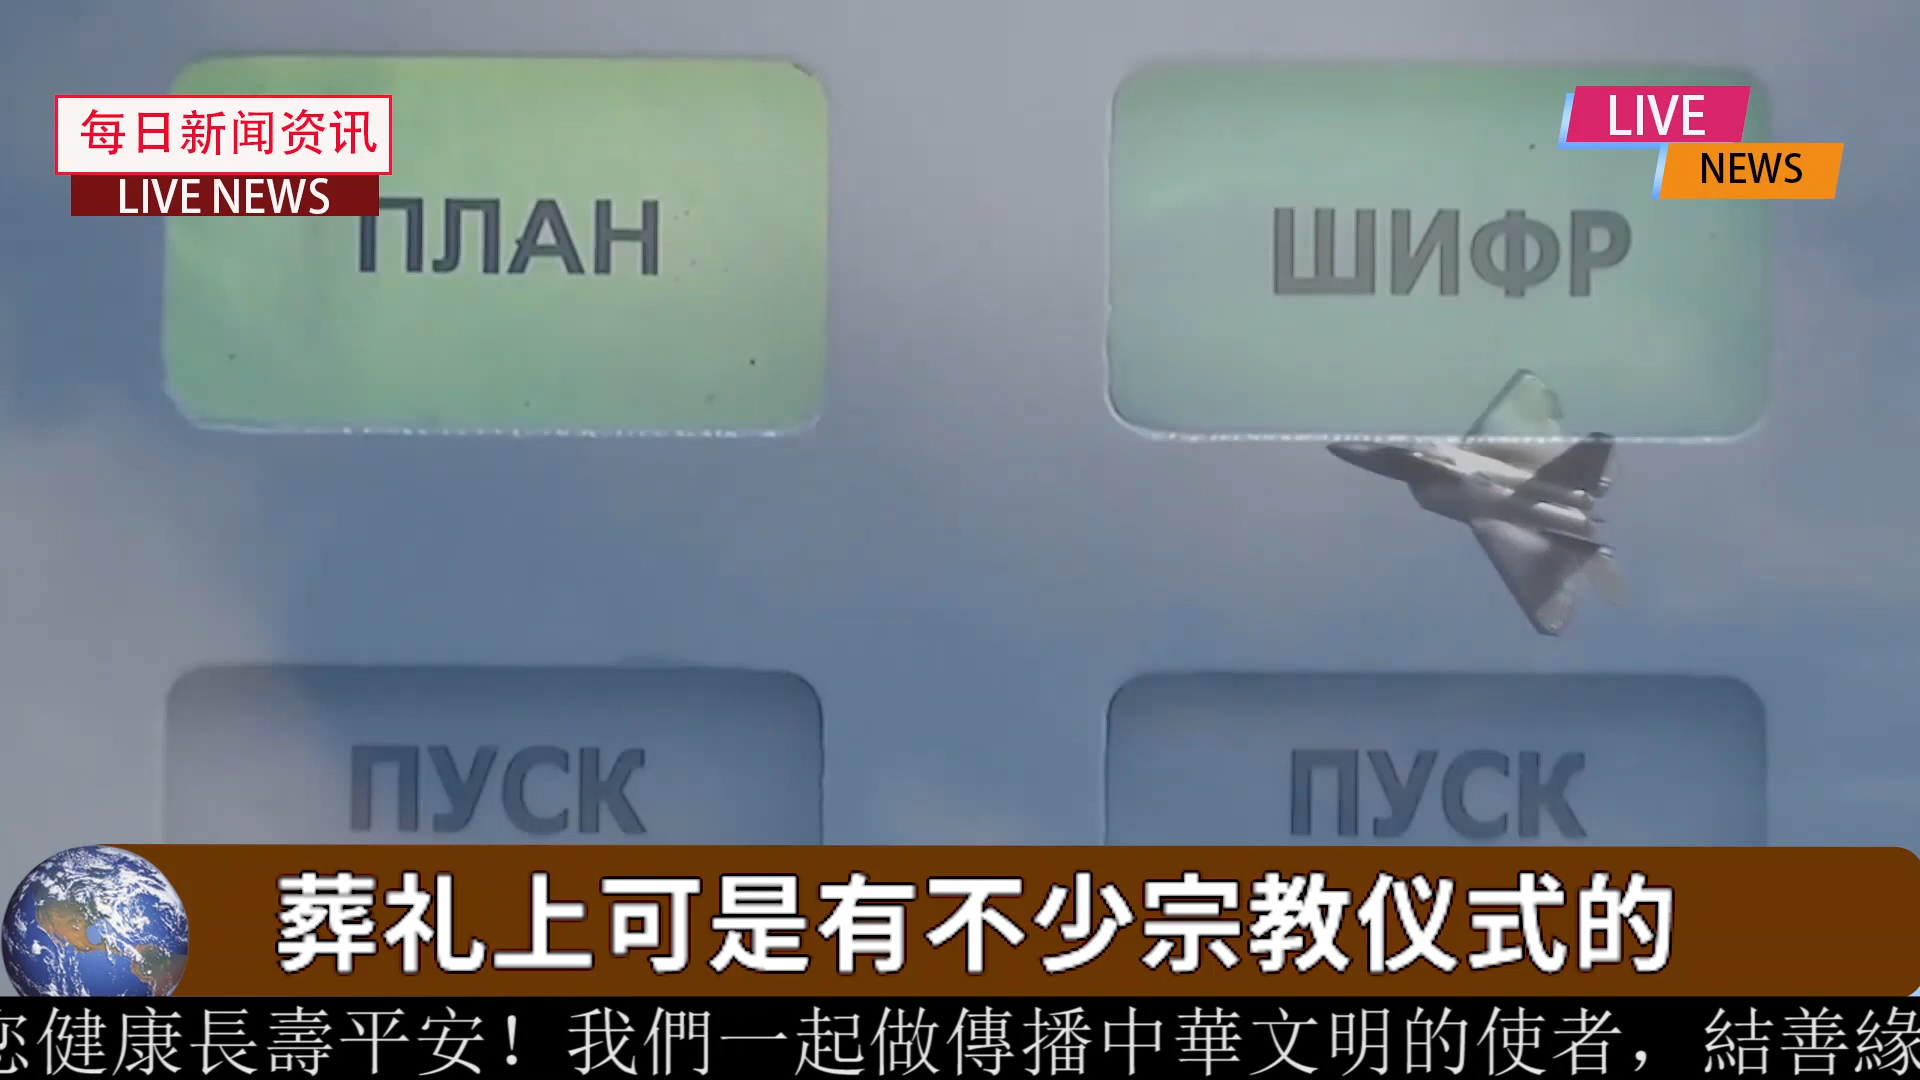 每日新闻资讯
LIVE NEWS
LIVE
NEWS
ПЛАН
ШИФР
ПУСК
ПУСК
葬礼上可是有不少宗教仪式的
您健康長壽平安！我們一起做傳播中華文明的使者，結善緣